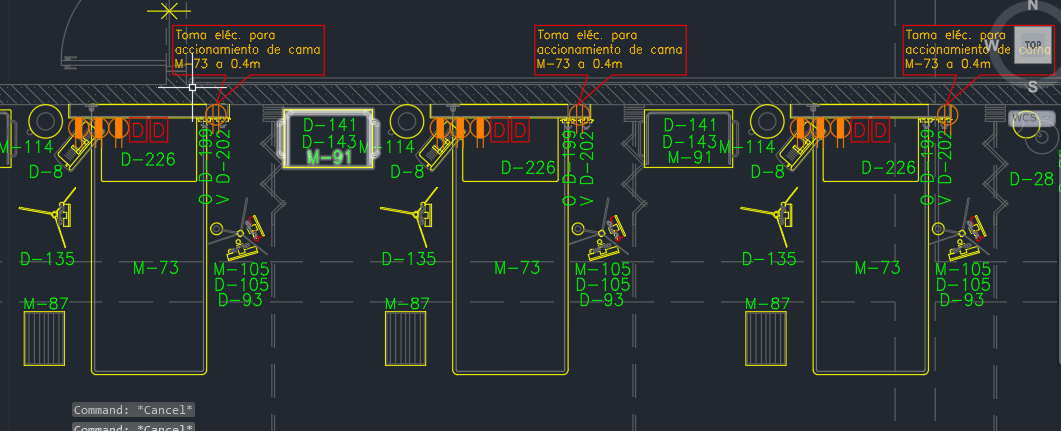 Toma eléc. para
accionamiento de cama
M-73 a 0.4m
Toma eléc. para
accionamiento de cama
M-73 a 0.4m
Toma eléc. para
accionamiento de cama
M-73 a 0.4m
N
W
TOP
S
WCS
M-114
D-8
D D
D-226
O D-199
V D-202
D-141
D-143
M-91
M-114
D-8
D D
D-226
O D-199
V D-202
D-141
D-143
M-91
M-114
D-8
D D
D-226
O D-199
V D-202
D-28
D-135
M-73
M-105
D-105
D-93
M-87
D-135
M-73
M-105
D-105
D-93
M-87
D-135
M-73
M-105
D-105
D-93
M-87
Command: *Cancel*
Command: *Cancel*